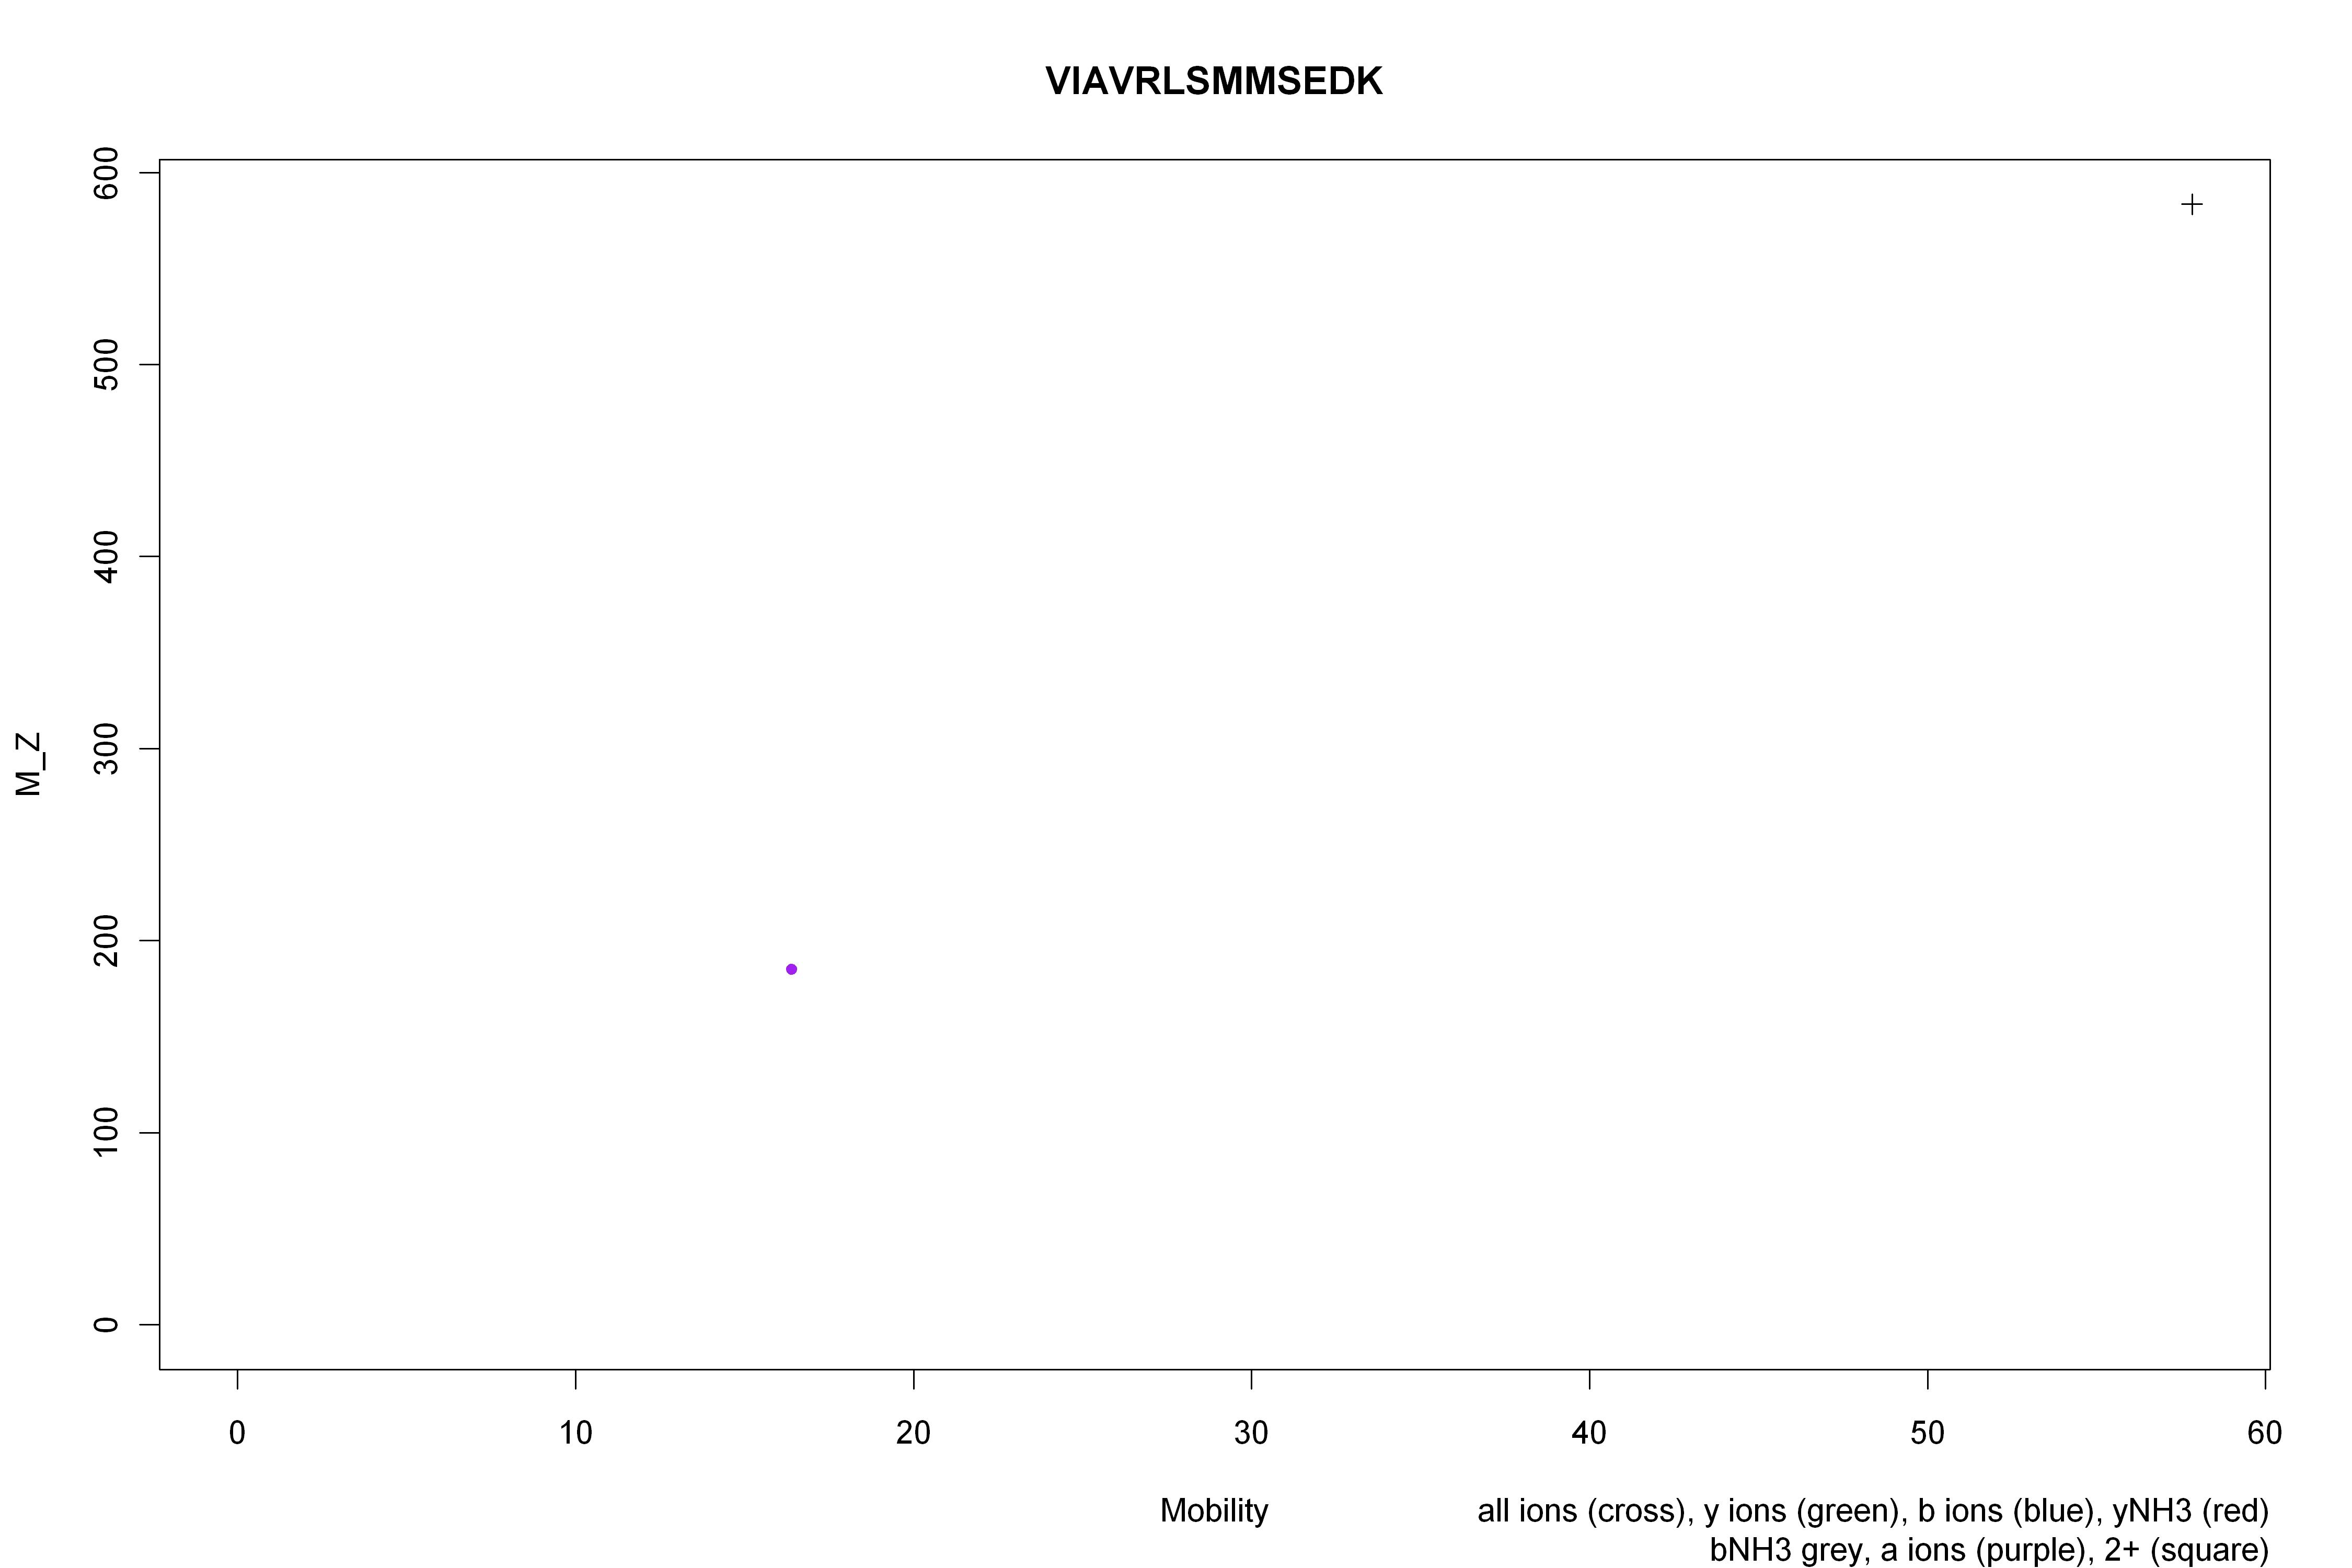 VIAVRLSMMSEDK
600
500
400
300
200
100
0
M_Z
0 10 20 30 40 50 60
Mobility
all ions (cross), y ions (green), b ions (blue), yNH3 (red)
bNH3 grey, a ions (purple), 2+ (square)